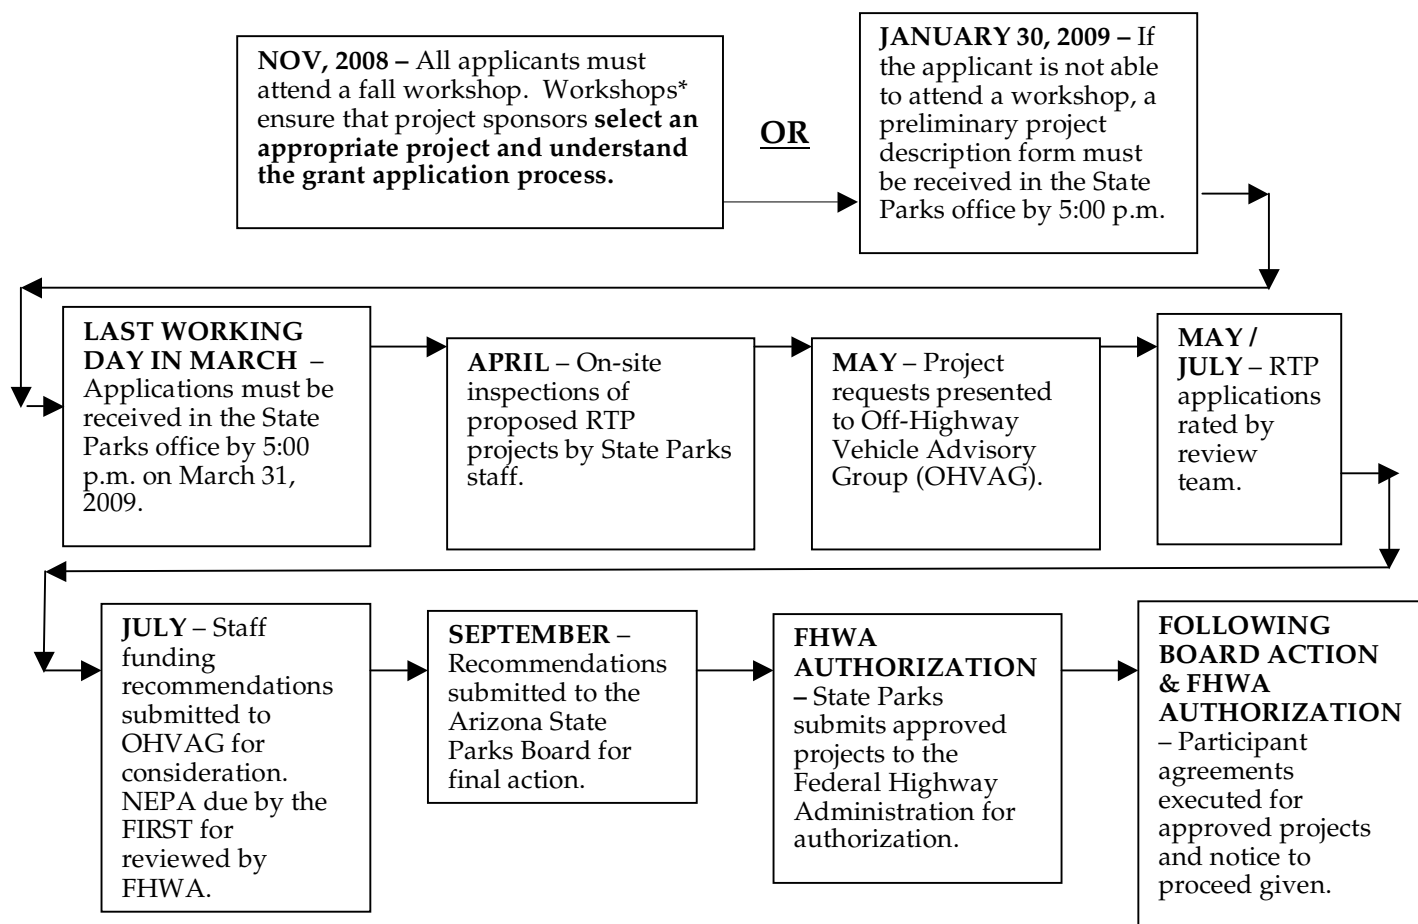 NOV, 2008 – All applicants must
attend a fall workshop. Workshops*
ensure that project sponsors select an
appropriate project and understand
the grant application process.
OR
JANUARY 30, 2009 – If
the applicant is not able
to attend a workshop, a
preliminary project
description form must
be received in the State
Parks office by 5:00 p.m.
LAST WORKING
DAY IN MARCH –
Applications must be
received in the State
Parks office by 5:00
p.m. on March 31,
2009.
APRIL – On-site
inspections of
proposed RTP
projects by State Parks
staff.
MAY – Project
requests presented
to Off-Highway
Vehicle Advisory
Group (OHVAG).
MAY /
JULY – RTP
applications
rated by
review
team.
JULY – Staff
funding
recommendations
submitted to
OHVAG for
consideration.
NEPA due by the
FIRST for
reviewed by
FHWA.
SEPTEMBER –
Recommendations
submitted to the
Arizona State
Parks Board for
final action.
FHWA
AUTHORIZATION
– State Parks
submits approved
projects to the
Federal Highway
Administration for
authorization.
FOLLOWING
BOARD ACTION
& FHWA
AUTHORIZATION
– Participant
agreements
executed for
approved projects
and notice to
proceed given.